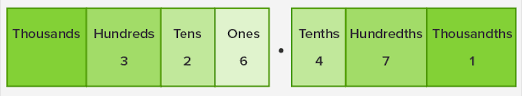 Thousands Hundreds Tens Ones • Tenths Hundredths Thousandths
3 2 6 4 7 1